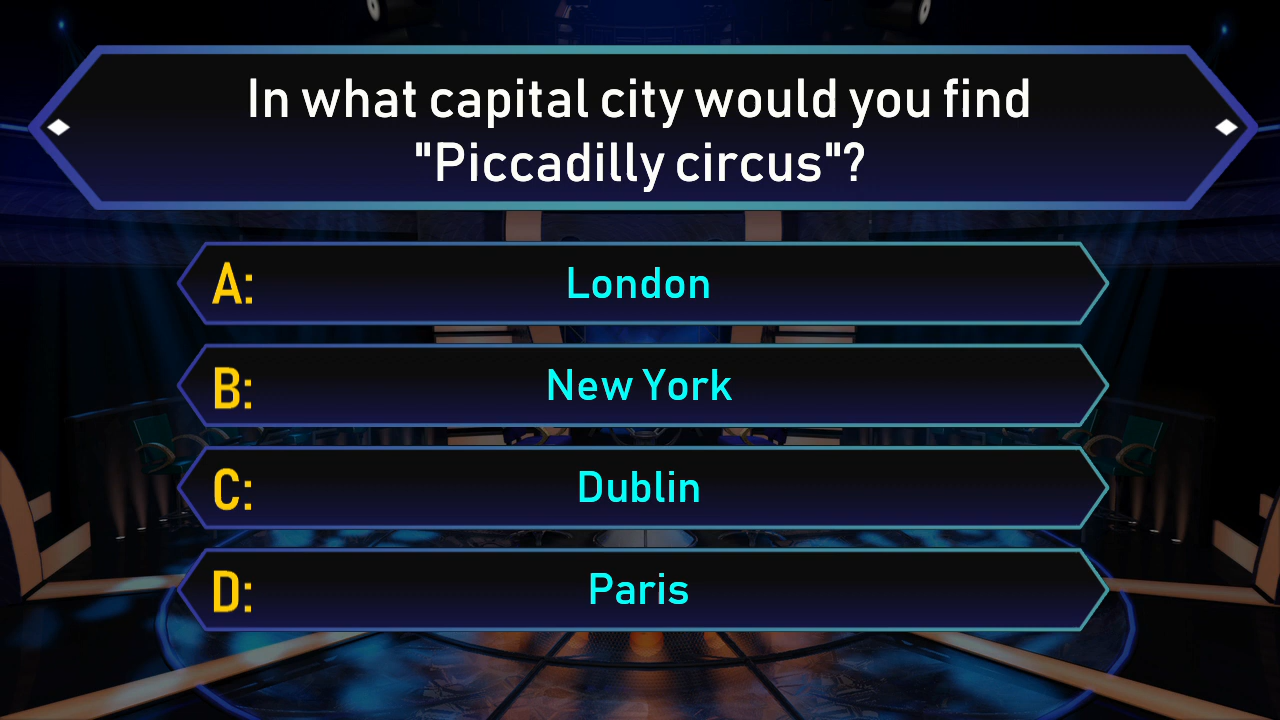 In what capital city would you find
"Piccadilly circus"?
A: London
B: New York
C: Dublin
D: Paris